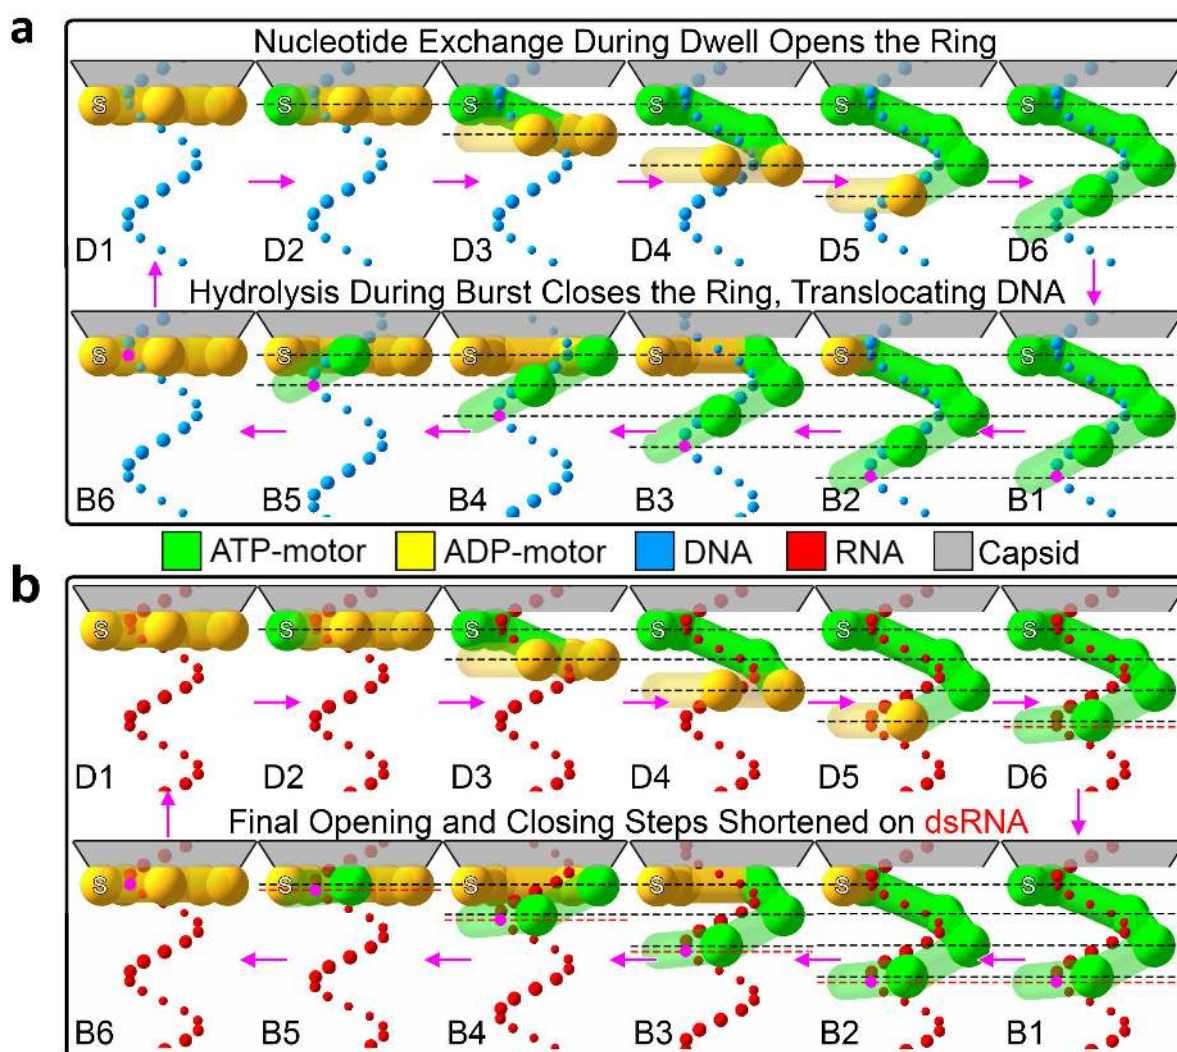 a
Nucleotide Exchange During Dwell Opens the Ring
S S S S S S
D1 D2 D3 D4 D5 D6
Hydrolysis During Burst Closes the Ring, Translocating DNA
S S S S S S
B6 B5 B4 B3 B2 B1
ATP-motor ADP-motor DNA RNA Capsid
b
S S S S S S
D1 D2 D3 D4 D5 D6
Final Opening and Closing Steps Shortened on dsRNA
S S S S S S
B6 B5 B4 B3 B2 B1